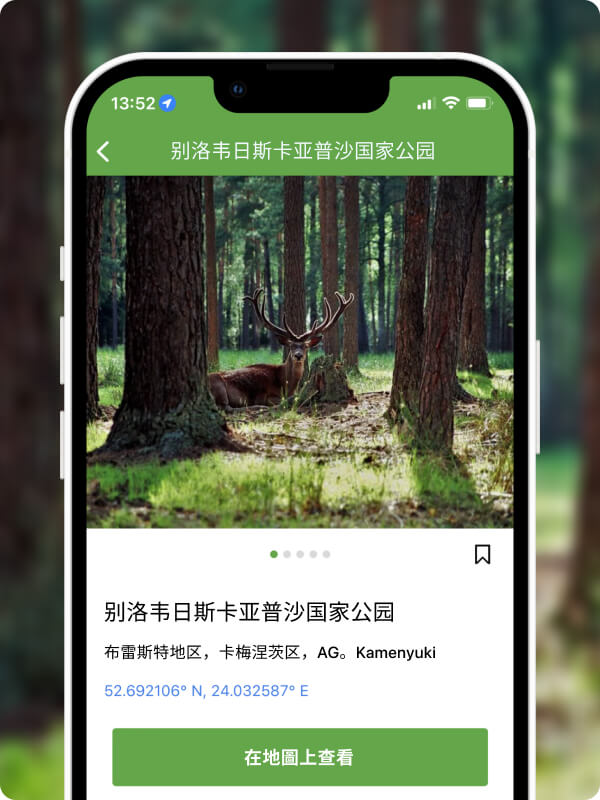 13:52
别洛韦日斯卡亚普沙国家公园
别洛韦日斯卡亚普沙国家公园
布雷斯特地区，卡梅涅茨区，AG。Kamenyuki
52.692106° N, 24.032587° E
在地圖上查看